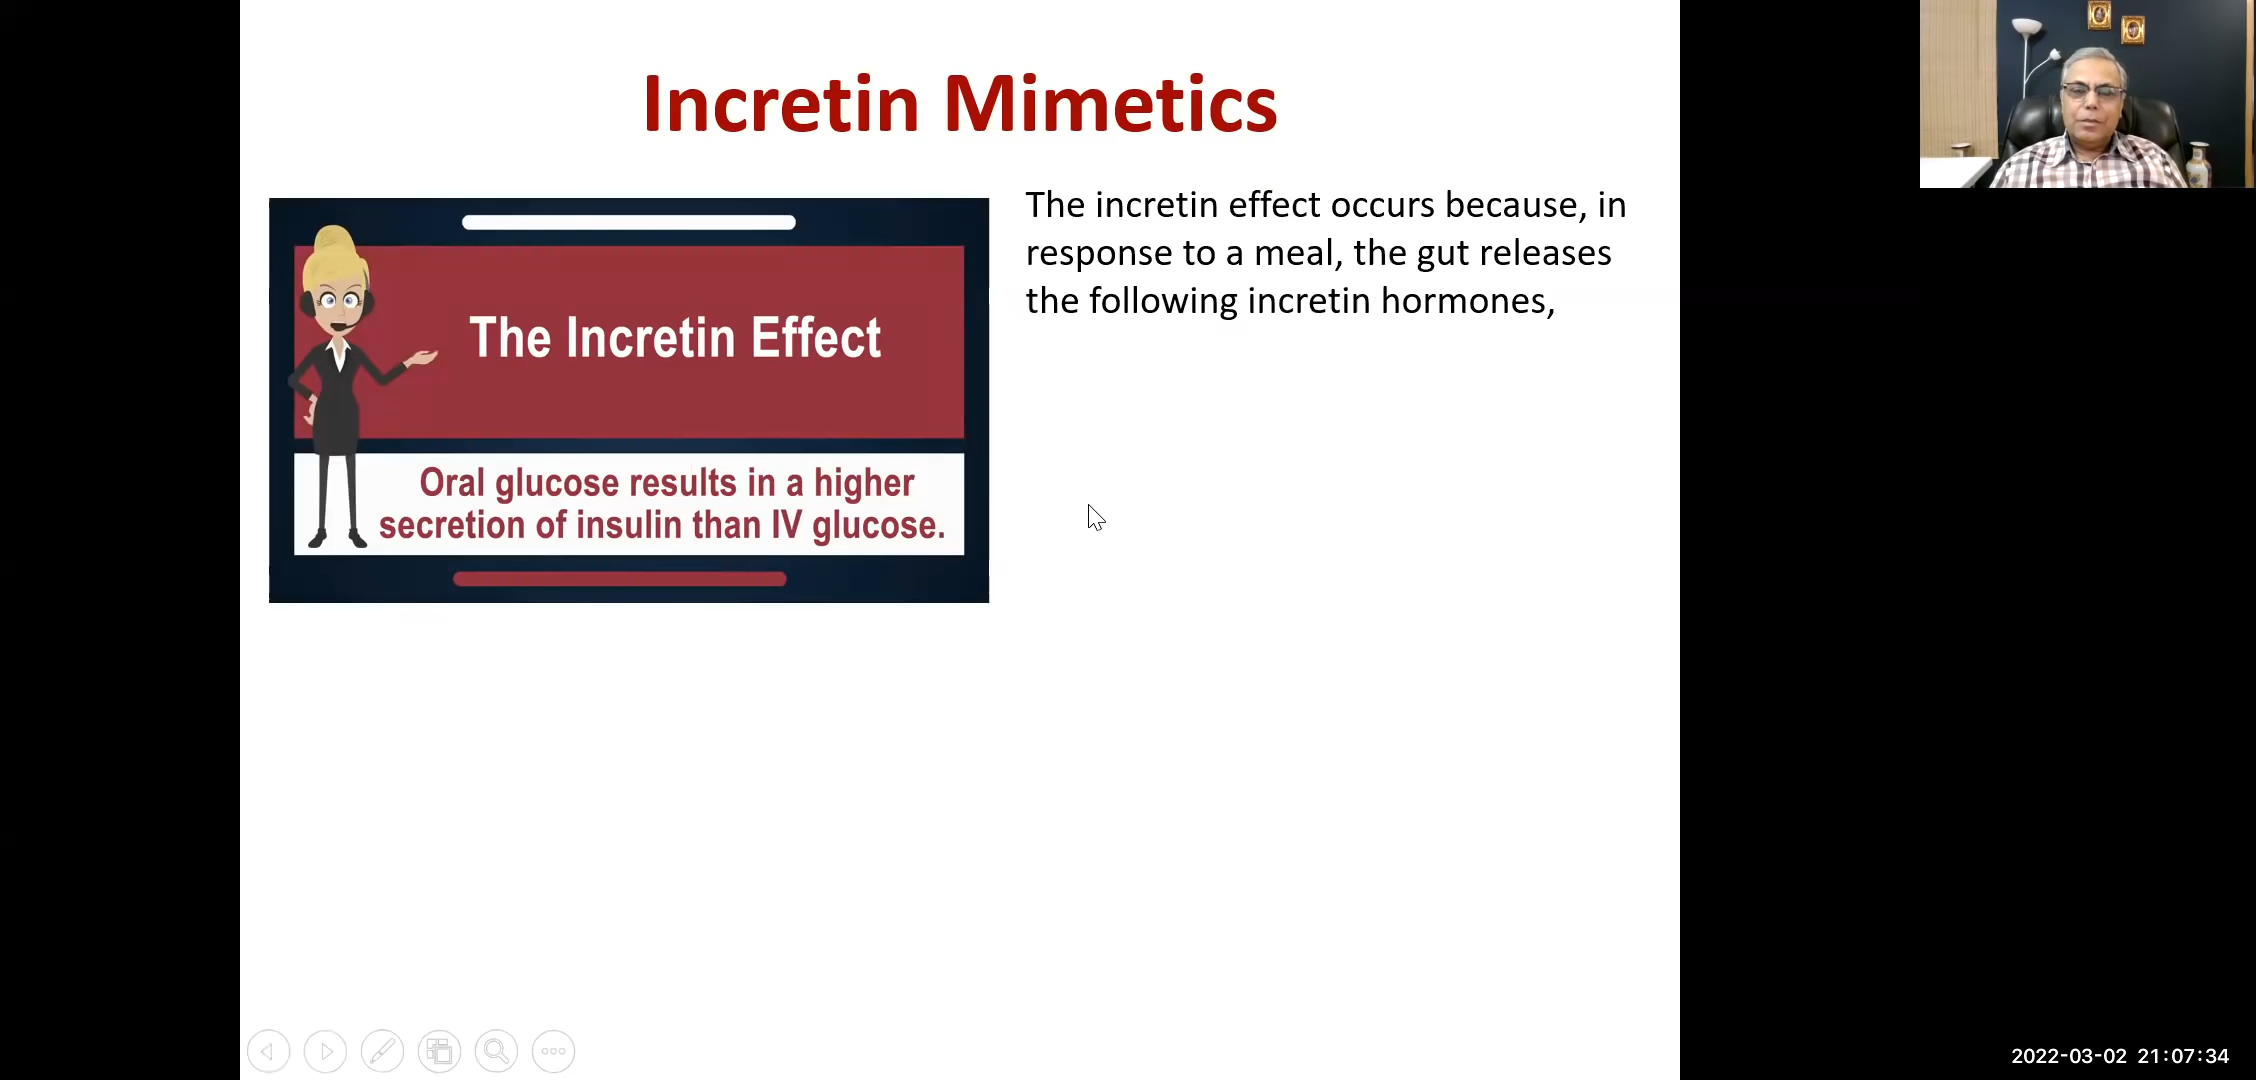 Incretin Mimetics
The Incretin Effect
Oral glucose results in a higher
secretion of insulin than IV glucose.
The incretin effect occurs because, in
response to a meal, the gut releases
the following incretin hormones,
2022-03-02 21:07:34